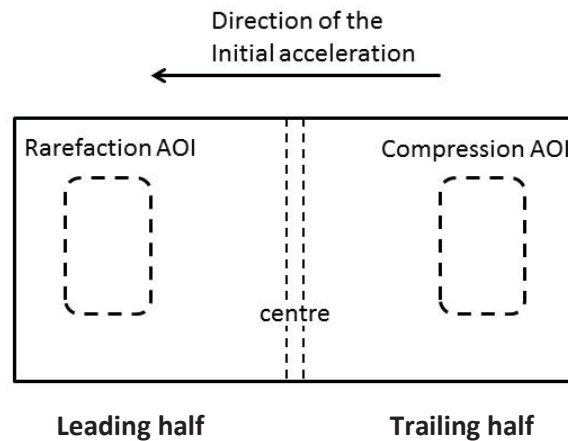 Direction of the
Initial acceleration
Rarefaction AOI
Compression AOI
centre
Leading half
Trailing half